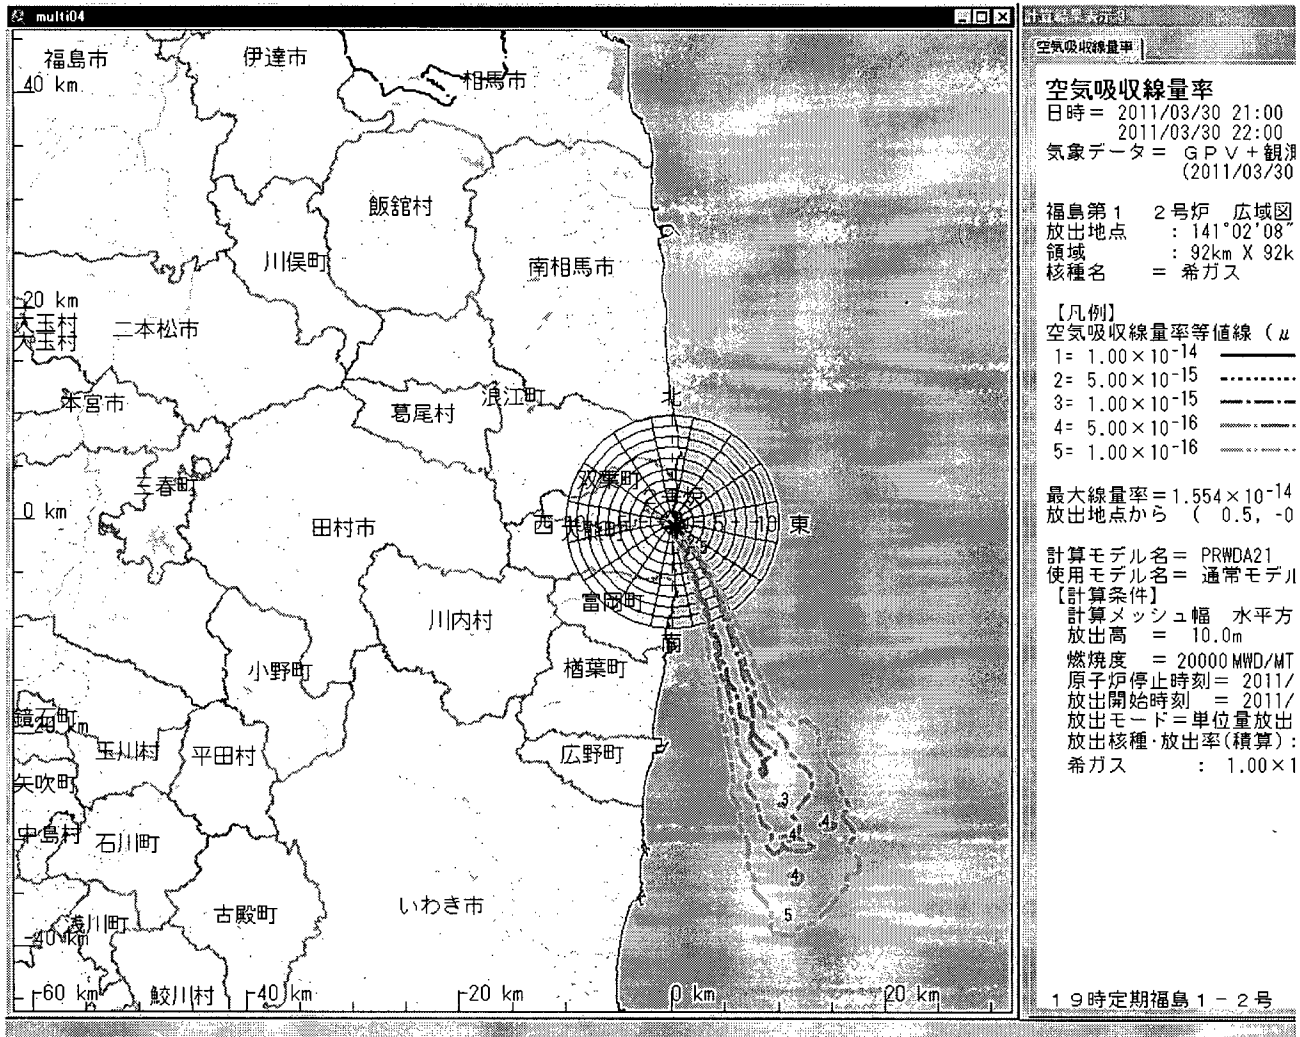 multi04
福島市
伊達市
相馬市
40 km
飯舘村
川俣町
南相馬市
20 km
大玉村
大玉村
二本松市
本宮市
葛尾村
浪江町
北
双葉町
三春町
0 km
田村市
西
10
東
富岡町
川内村
南
小野町
楢葉町
鏡石町
-20 km
玉川村
平田村
広野町
矢吹町
3
中島村
石川町
4
4
4
古殿町
いわき市
5
浅川町
-40 km
-60 km
鮫川村
-40 km
-20 km
0 km
20 km
計算結果表示
空気吸収線量率
空気吸収線量率
日時= 2011/03/30 21:00
2011/03/30 22:00
気象データ= GPV+観測
(2011/03/30
福島第1 2号炉 広域図
放出地点 : 141°02'08"
領域 : 92km X 92k
核種名 = 希ガス
【凡例】
空気吸収線量率等値線(μ
1= 1.00×10-14
2= 5.00×10-15
3= 1.00×10-15
4= 5.00×10-16
5= 1.00×10-16
最大線量率=1.554×10-14
放出地点から ( 0.5, -0
計算モデル名= PRWDA21
使用モデル名= 通常モデル
【計算条件】
計算メッシュ幅 水平方
放出高 = 10.0m
燃焼度 = 20000MWD/MT
原子炉停止時刻= 2011/
放出開始時刻 = 2011/
放出モード=単位量放出
放出核種・放出率(積算):
希ガス : 1.00×1
19時定期福島1-2号